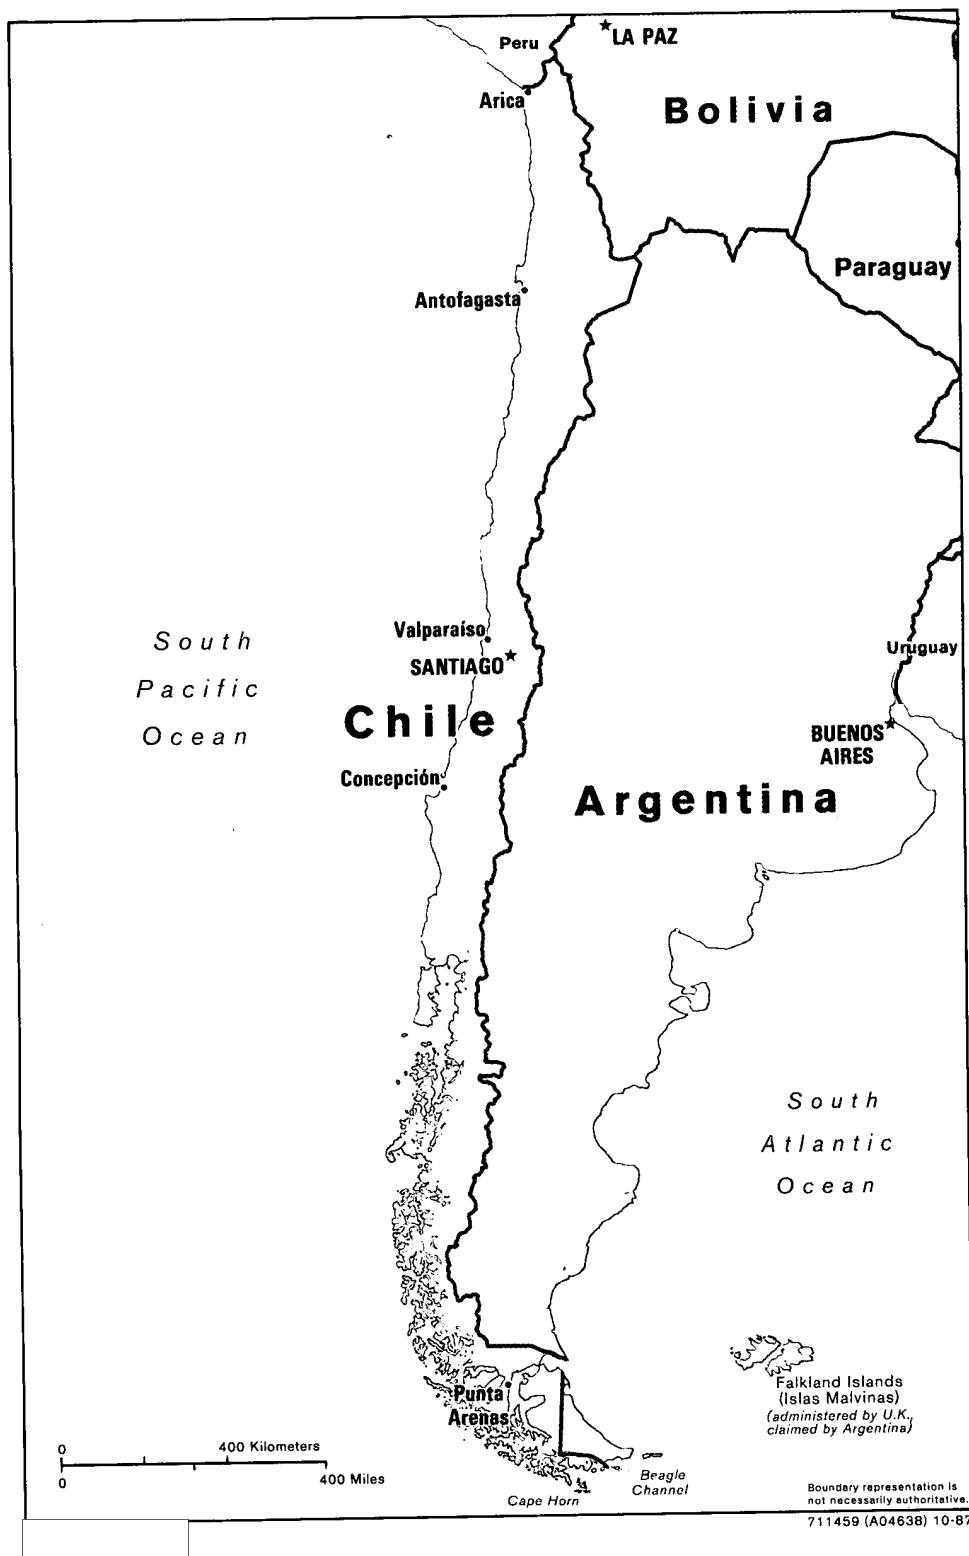 LA PAZ
Peru
Arica
Bolivia
Paraguay
Antofagasta
South
Pacific
Ocean
Valparaíso
SANTIAGO
Uruguay
Chile
BUENOS
AIRES
Concepción
Argentina
South
Atlantic
Ocean
Falkland Islands
(Islas Malvinas)
(administered by U.K.,
claimed by Argentina)
Punta
Arenas
0
400 Kilometers
0
400 Miles
Beagle
Channel
Cape Horn
Boundary representation is
not necessarily authoritative.
711459 (A04638) 10-87